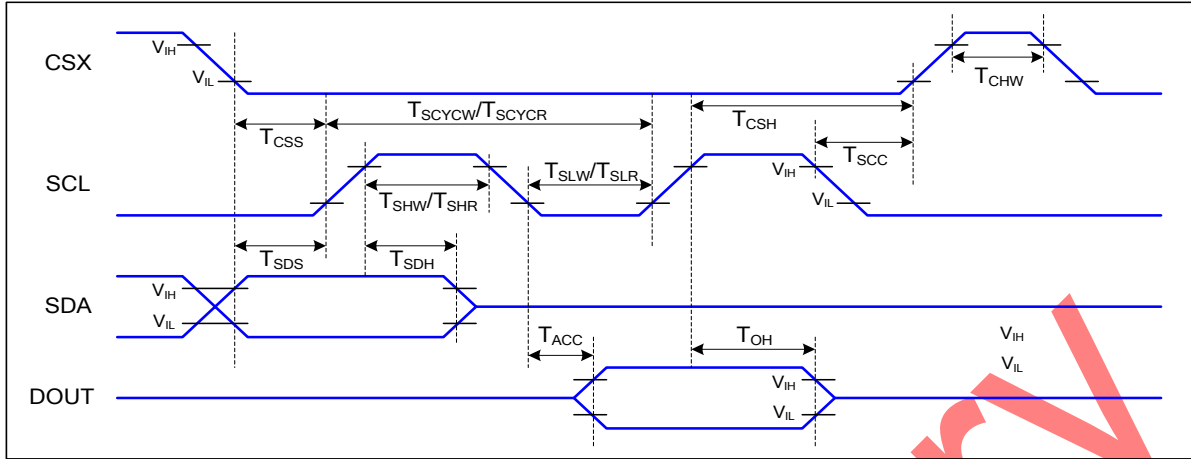 CSX
VIH
VIL
TCHW
TCSS
TSCYCW/TSCYCR
TCSH
TSCC
SCL
TSHW/TSHR
TSLW/TSLR
VIH
VIL
TSDS
TSDH
SDA
VIH
VIL
TACC
TOH
VIH
VIL
DOUT
VIH
VIL